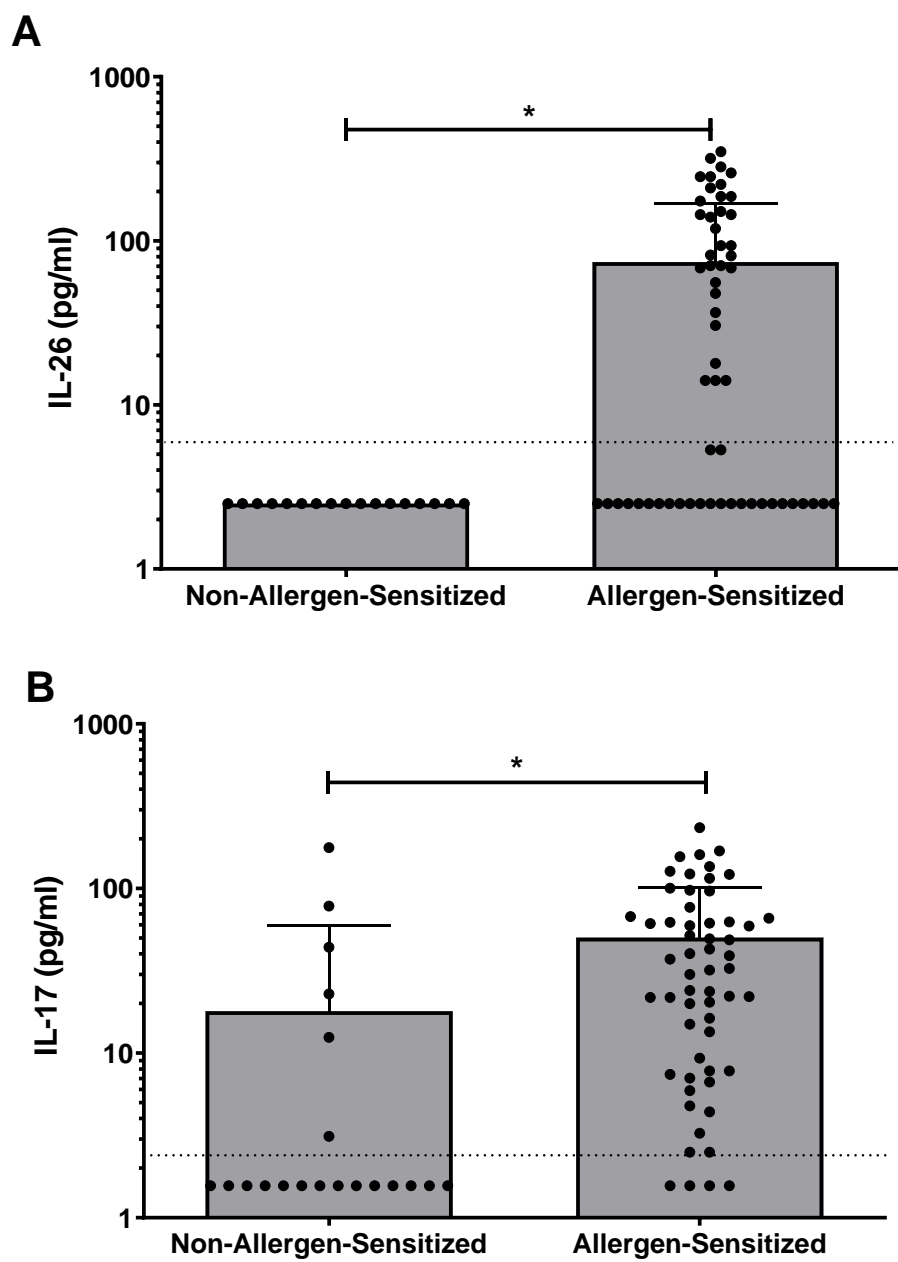 A
1000
*
100
IL-26 (pg/ml)
10
1
Non-Allergen-Sensitized Allergen-Sensitized
B
1000
*
100
IL-17 (pg/ml)
10
1
Non-Allergen-Sensitized Allergen-Sensitized